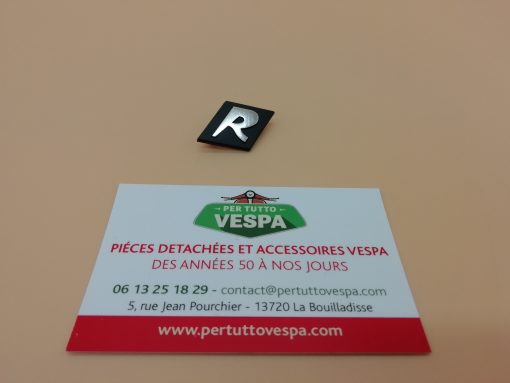 R
PER TUTTO
VESPA
PIÉCES DETACHÉES ET ACCESSOIRES VESPA
DES ANNÉES 50 À NOS JOURS
06 13 25 18 29 - contact@pertuttovespa.com
5, rue Jean Pourchier - 13720 La Bouilladisse
www.pertuttovespa.com